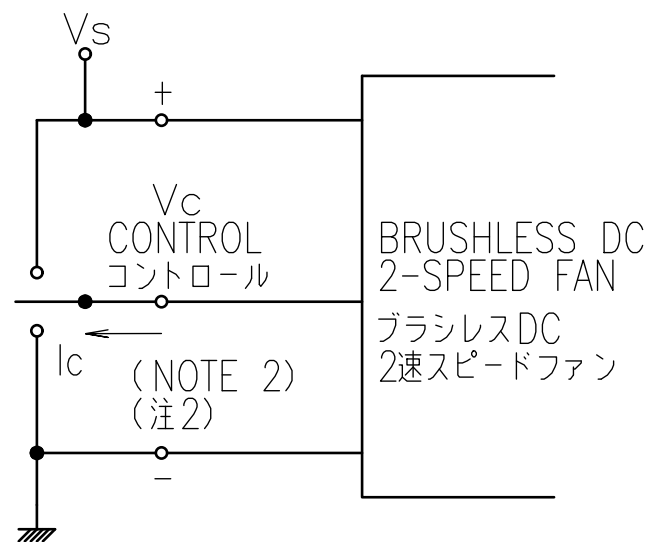 Vs
+
Vc
CONTROL
コントロール
Ic
(NOTE 2)
(注2)
-
BRUSHLESS DC
2-SPEED FAN
ブラシレスDC
2速スピードファン